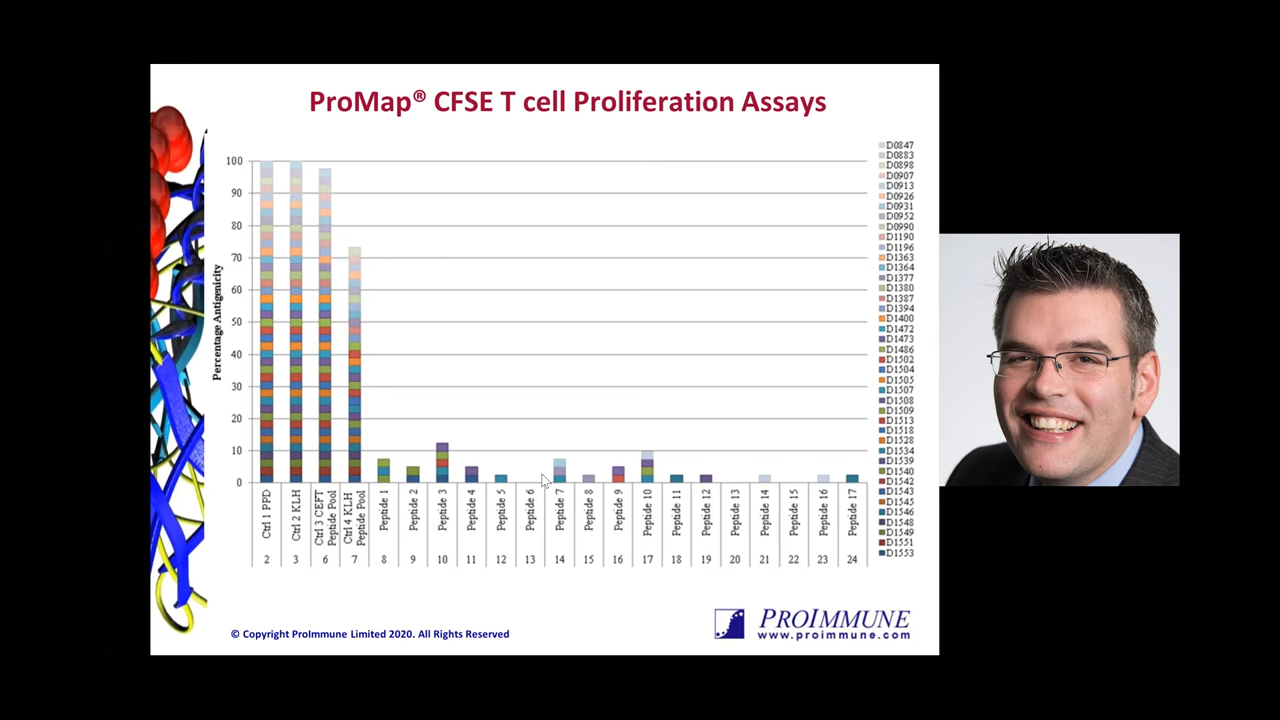 ProMap® CFSE T cell Proliferation Assays
Percentage Antigenicity
100
90
80
70
60
50
40
30
20
10
0
Ctrl 1 PPD
Ctrl 2 KLH
Ctrl 3 CEFT
Peptide Pool
Ctrl 4 KLH
Peptide Pool
Peptide 1
Peptide 2
Peptide 3
Peptide 4
Peptide 5
Peptide 6
Peptide 7
Peptide 8
Peptide 9
Peptide 10
Peptide 11
Peptide 12
Peptide 13
Peptide 14
Peptide 15
Peptide 16
Peptide 17
2 3 6 7 8 9 10 11 12 13 14 15 16 17 18 19 20 21 22 23 24
D0847
D0883
D0898
D0907
D0913
D0926
D0931
D0952
D0990
D1190
D1196
D1363
D1364
D1377
D1380
D1387
D1394
D1400
D1472
D1473
D1486
D1502
D1504
D1505
D1507
D1508
D1509
D1513
D1518
D1528
D1534
D1539
D1540
D1542
D1543
D1545
D1546
D1548
D1549
D1551
D1553
© Copyright ProImmune Limited 2020. All Rights Reserved
PROIMMUNE
www.proimmune.com